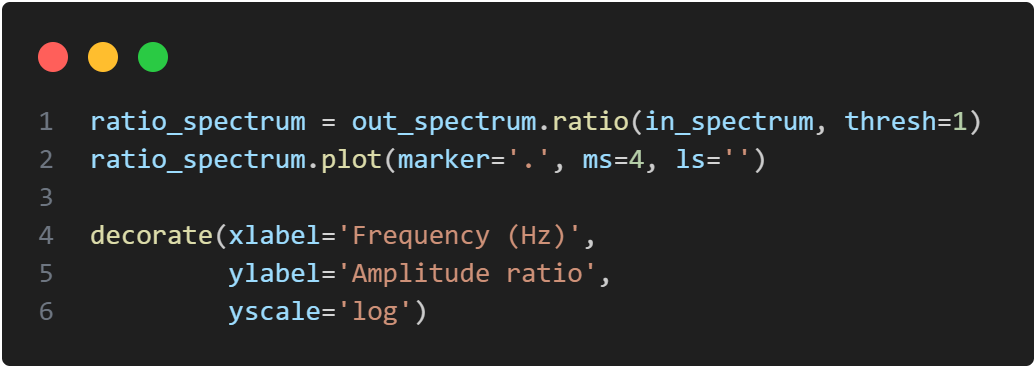 1 ratio_spectrum = out_spectrum.ratio(in_spectrum, thresh=1)
2 ratio_spectrum.plot(marker='.', ms=4, ls='')
3
4 decorate(xlabel='Frequency (Hz)',
5          ylabel='Amplitude ratio',
6          yscale='log')